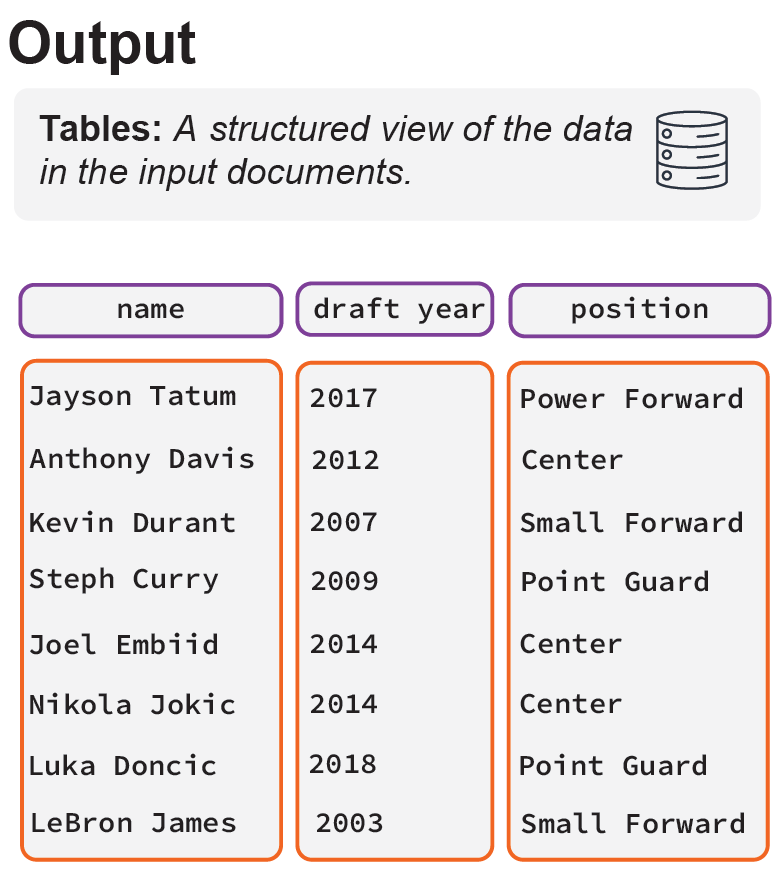 Output
Tables: A structured view of the data
in the input documents.
name draft year position
Jayson Tatum 2017 Power Forward
Anthony Davis 2012 Center
Kevin Durant 2007 Small Forward
Steph Curry 2009 Point Guard
Joel Embiid 2014 Center
Nikola Jokic 2014 Center
Luka Doncic 2018 Point Guard
LeBron James 2003 Small Forward